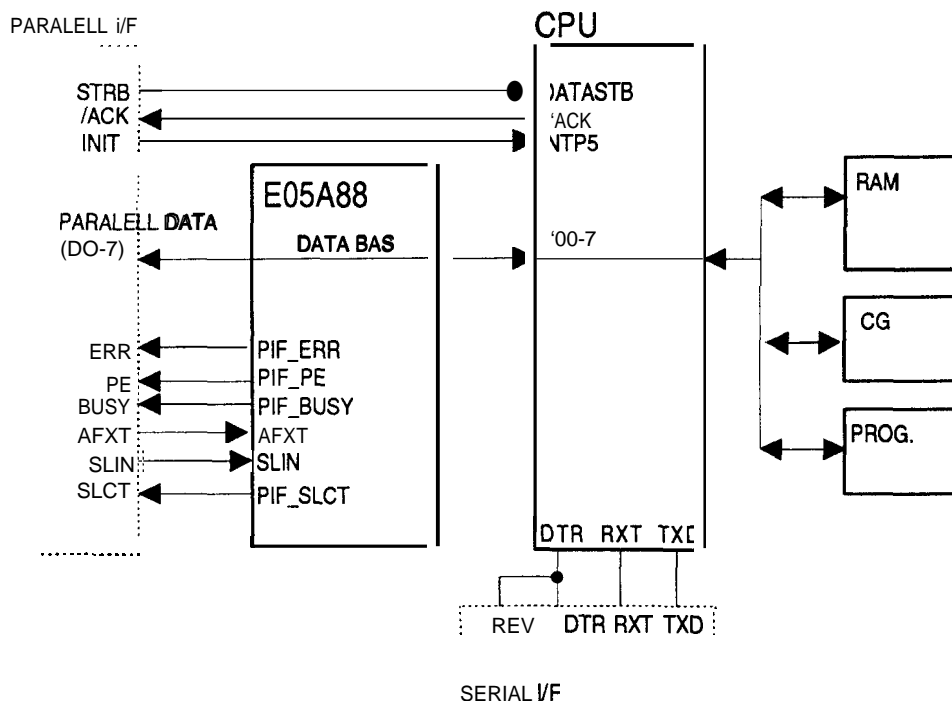 CPU
PARALELL i/F
STRB
/ACK
INIT
)ATASTB
'ACK
NTP5
E05A88
PARALELL DATA
(DO-7)
DATA BAS
'00-7
RAM
CG
PROG.
ERR
PE
BUSY
AFXT
SLIN
SLCT
PIF_ERR
PIF_PE
PIF_BUSY
AFXT
SLIN
PIF_SLCT
DTR RXT TXD
REV DTR RXT TXD
SERIAL I/F